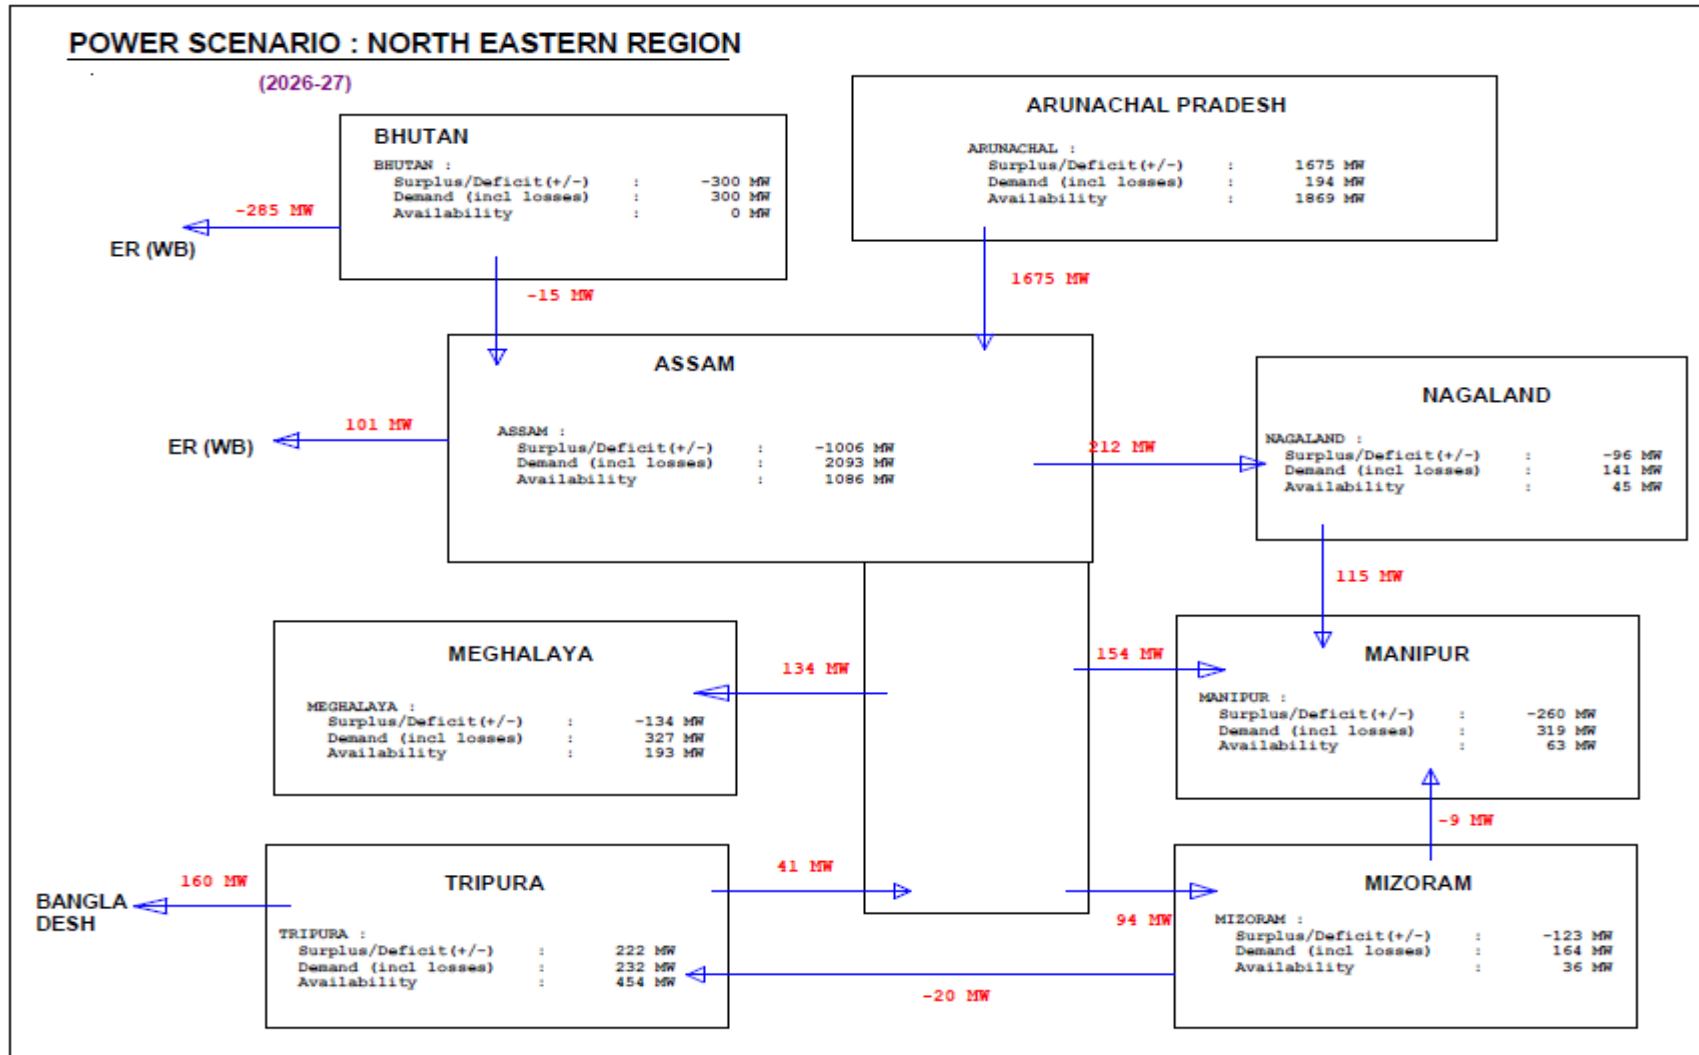 POWER SCENARIO : NORTH EASTERN REGION
(2026-27)
BHUTAN
BHUTAN :
Surplus/Deficit(+/-) : -300 MW
Demand (incl losses) : 300 MW
Availability : 0 MW
-285 MW
ER (WB)
-15 MW
ARUNACHAL PRADESH
ARUNACHAL :
Surplus/Deficit(+/-) : 1675 MW
Demand (incl losses) : 194 MW
Availability : 1869 MW
1675 MW
ASSAM
ASSAM :
Surplus/Deficit(+/-) : -1006 MW
Demand (incl losses) : 2093 MW
Availability : 1086 MW
101 MW
ER (WB)
212 MW
NAGALAND
NAGALAND :
Surplus/Deficit(+/-) : -96 MW
Demand (incl losses) : 141 MW
Availability : 45 MW
115 MW
MEGHALAYA
MEGHALAYA :
Surplus/Deficit(+/-) : -134 MW
Demand (incl losses) : 327 MW
Availability : 193 MW
134 MW
154 MW
MANIPUR
MANIPUR :
Surplus/Deficit(+/-) : -260 MW
Demand (incl losses) : 319 MW
Availability : 63 MW
-9 MW
160 MW
BANGLA
DESH
TRIPURA
TRIPURA :
Surplus/Deficit(+/-) : 222 MW
Demand (incl losses) : 232 MW
Availability : 454 MW
41 MW
94 MW
-20 MW
MIZORAM
MIZORAM :
Surplus/Deficit(+/-) : -123 MW
Demand (incl losses) : 164 MW
Availability : 36 MW